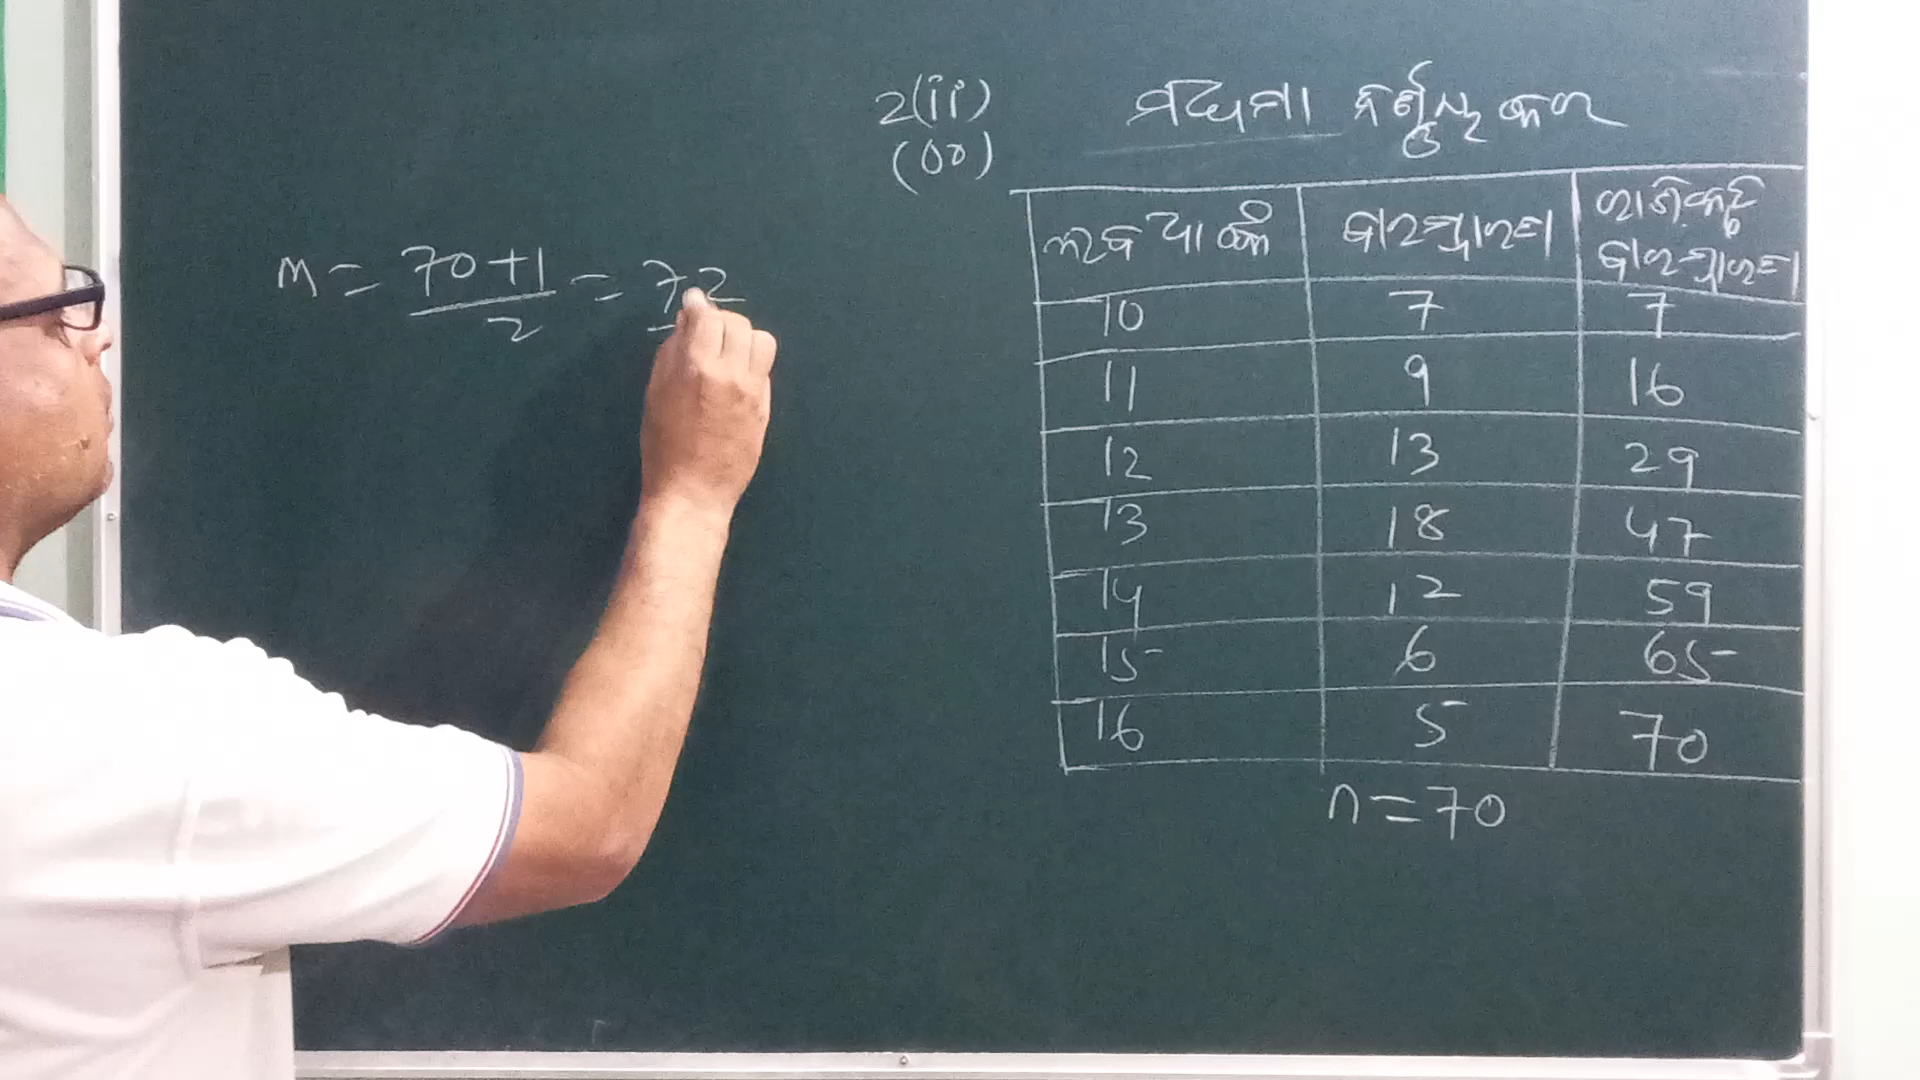 2(ii)
(00)
ମଧ୍ୟମା ନିର୍ଣ୍ଣୟ କର
m = 70+1 / 2 = 72
ଲବ୍ଧାଙ୍କ ବାରମ୍ବାରତା ରାଶିକୃତ ବାରମ୍ବାରତା
10 7 7
11 9 16
12 13 29
13 18 47
14 12 59
15 6 65
16 5 70
n = 70